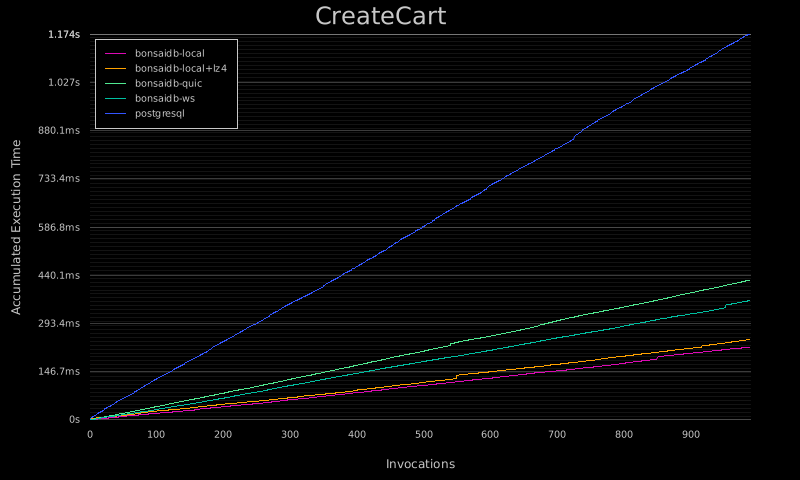 CreateCart
1.174s
1.027s
880.1ms
733.4ms
586.8ms
440.1ms
293.4ms
146.7ms
0s
Accumulated Execution Time
bonsaidb-local
bonsaidb-local+lz4
bonsaidb-quic
bonsaidb-ws
postgresql
0 100 200 300 400 500 600 700 800 900
Invocations